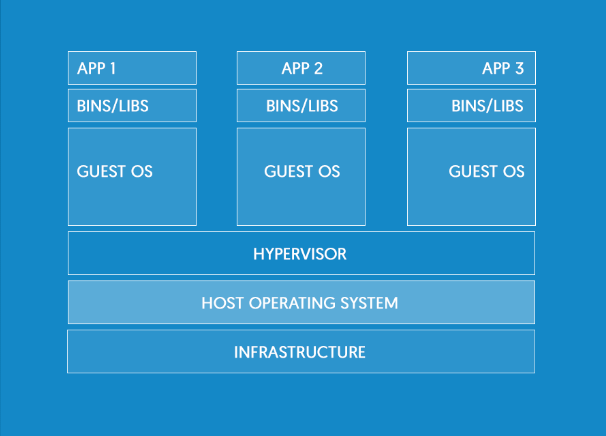 APP 1
APP 2
APP 3
BINS/LIBS
BINS/LIBS
BINS/LIBS
GUEST OS
GUEST OS
GUEST OS
HYPERVISOR
HOST OPERATING SYSTEM
INFRASTRUCTURE